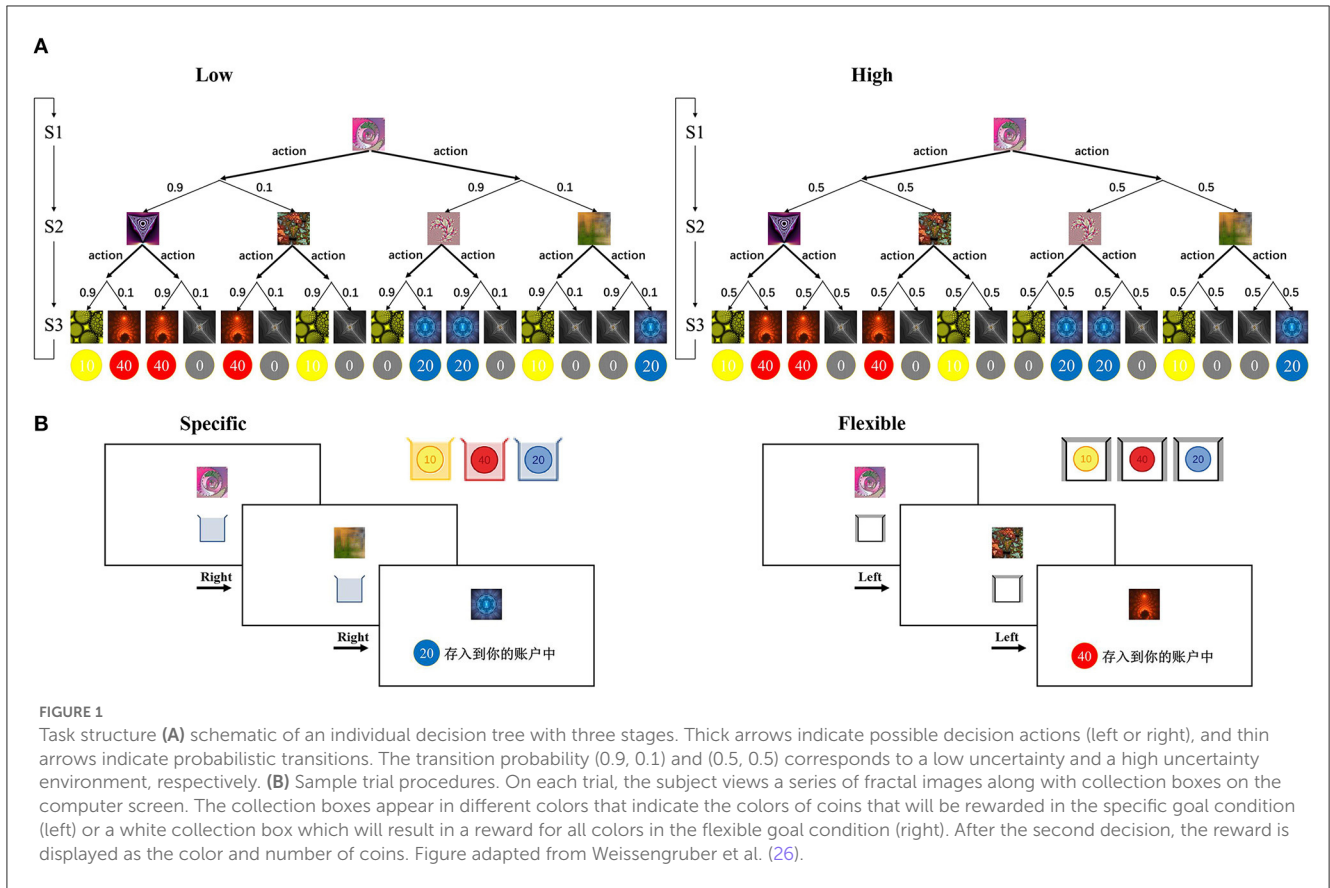 A
Low
High
S1
S1
action
action
action
action
0.9
0.1
0.9
0.1
0.5
0.5
0.5
0.5
S2
S2
action action action action action action action action
action action action action action action action action
0.9 0.1 0.9 0.1 0.9 0.1 0.9 0.1 0.9 0.1 0.9 0.1 0.9 0.1 0.9 0.1
0.5 0.5 0.5 0.5 0.5 0.5 0.5 0.5 0.5 0.5 0.5 0.5 0.5 0.5 0.5 0.5
S3
S3
10 40 40 0 40 0 10 0 0 20 20 0 10 0 0 20
10 40 40 0 40 0 10 0 0 20 20 0 10 0 0 20
B
Specific
Flexible
10 40 20
10 40 20
Right
Left
Right
Left
20 存入到你的账户中
40 存入到你的账户中
FIGURE 1
Task structure (A) schematic of an individual decision tree with three stages. Thick arrows indicate possible decision actions (left or right), and thin
arrows indicate probabilistic transitions. The transition probability (0.9, 0.1) and (0.5, 0.5) corresponds to a low uncertainty and a high uncertainty
environment, respectively. (B) Sample trial procedures. On each trial, the subject views a series of fractal images along with collection boxes on the
computer screen. The collection boxes appear in different colors that indicate the colors of coins that will be rewarded in the specific goal condition
(left) or a white collection box which will result in a reward for all colors in the flexible goal condition (right). After the second decision, the reward is
displayed as the color and number of coins. Figure adapted from Weissengruber et al. (26).